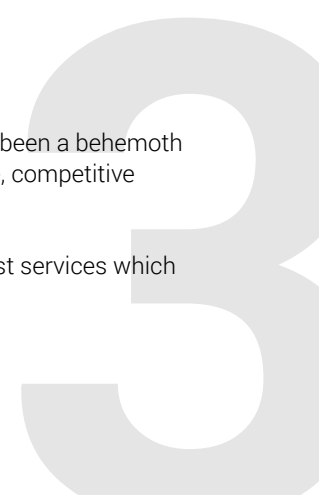 been a behemoth
, competitive
st services which
3